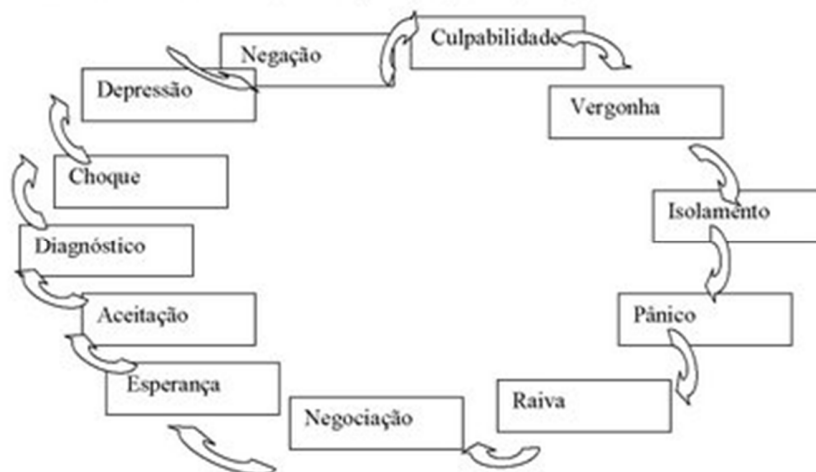 Culpabilidade
Negação
Depressão
Vergonha
Choque
Isolamento
Diagnóstico
Aceitação
Pânico
Esperança
Raiva
Negociação